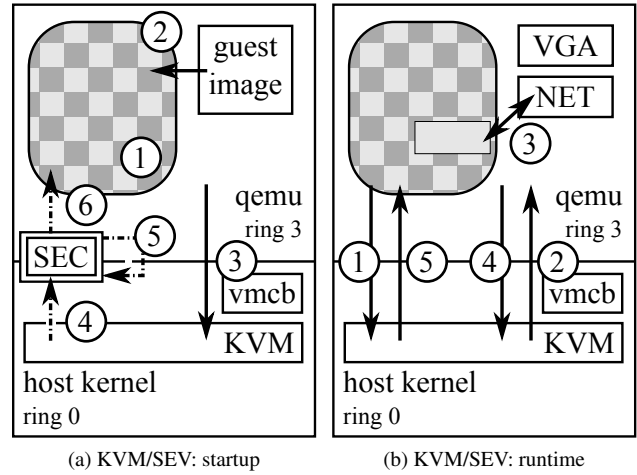 2
guest
image
1
6
qemu
ring 3
5
SEC
3
vmcb
4
KVM
host kernel
ring 0
(a) KVM/SEV: startup
VGA
NET
3
qemu
ring 3
1
5
4
2
vmcb
KVM
host kernel
ring 0
(b) KVM/SEV: runtime